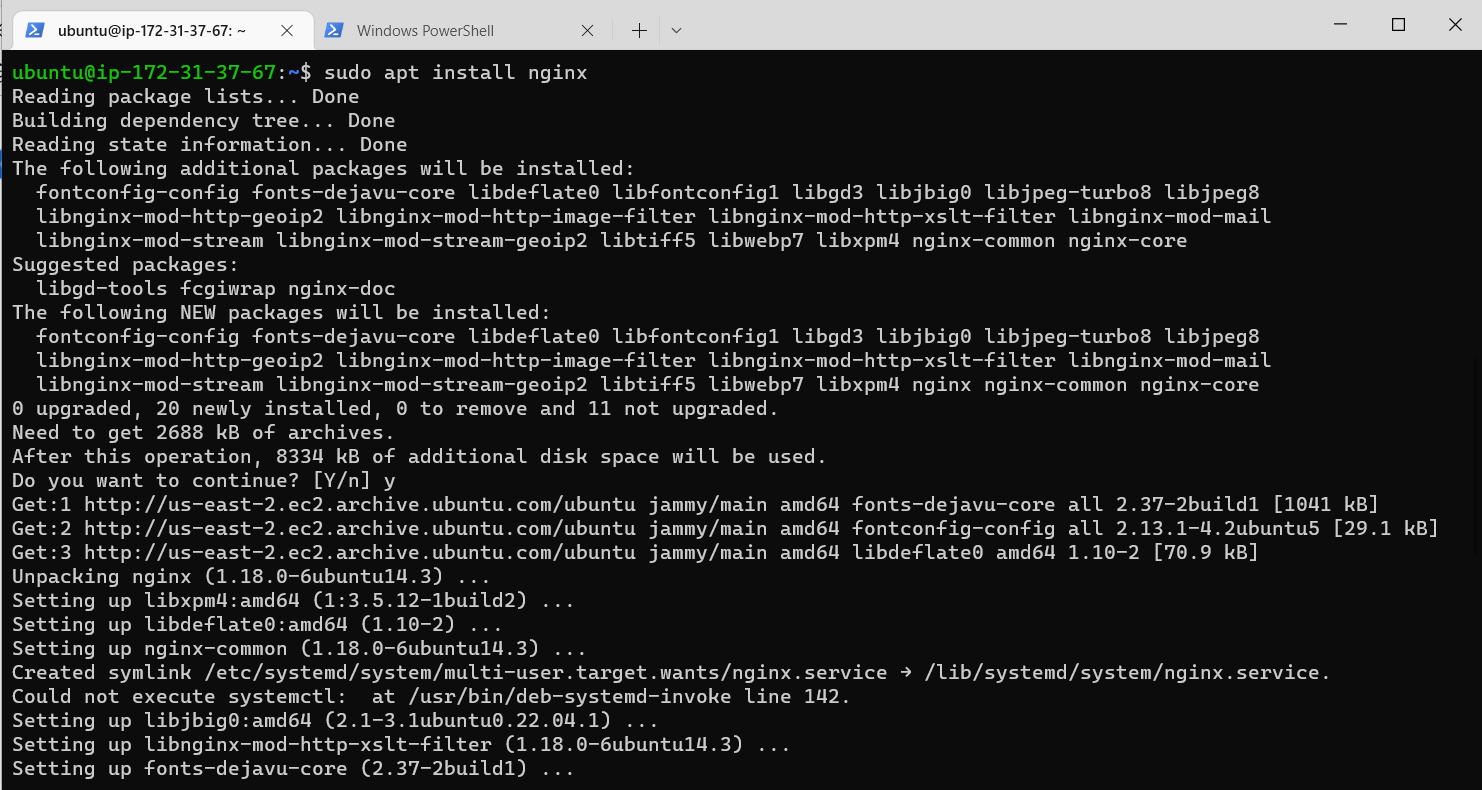 ubuntu@ip-172-31-37-67: ~
Windows PowerShell
ubuntu@ip-172-31-37-67:~$ sudo apt install nginx
Reading package lists... Done
Building dependency tree... Done
Reading state information... Done
The following additional packages will be installed:
  fontconfig-config fonts-dejavu-core libdeflate0 libfontconfig1 libgd3 libjbig0 libjpeg-turbo8 libjpeg8
  libnginx-mod-http-geoip2 libnginx-mod-http-image-filter libnginx-mod-http-xslt-filter libnginx-mod-mail
  libnginx-mod-stream libnginx-mod-stream-geoip2 libtiff5 libwebp7 libxpm4 nginx-common nginx-core
Suggested packages:
  libgd-tools fcgiwrap nginx-doc
The following NEW packages will be installed:
  fontconfig-config fonts-dejavu-core libdeflate0 libfontconfig1 libgd3 libjbig0 libjpeg-turbo8 libjpeg8
  libnginx-mod-http-geoip2 libnginx-mod-http-image-filter libnginx-mod-http-xslt-filter libnginx-mod-mail
  libnginx-mod-stream libnginx-mod-stream-geoip2 libtiff5 libwebp7 libxpm4 nginx nginx-common nginx-core
0 upgraded, 20 newly installed, 0 to remove and 11 not upgraded.
Need to get 2688 kB of archives.
After this operation, 8334 kB of additional disk space will be used.
Do you want to continue? [Y/n] y
Get:1 http://us-east-2.ec2.archive.ubuntu.com/ubuntu jammy/main amd64 fonts-dejavu-core all 2.37-2build1 [1041 kB]
Get:2 http://us-east-2.ec2.archive.ubuntu.com/ubuntu jammy/main amd64 fontconfig-config all 2.13.1-4.2ubuntu5 [29.1 kB]
Get:3 http://us-east-2.ec2.archive.ubuntu.com/ubuntu jammy/main amd64 libdeflate0 amd64 1.10-2 [70.9 kB]
Unpacking nginx (1.18.0-6ubuntu14.3) ...
Setting up libxpm4:amd64 (1:3.5.12-1build2) ...
Setting up libdeflate0:amd64 (1.10-2) ...
Setting up nginx-common (1.18.0-6ubuntu14.3) ...
Created symlink /etc/systemd/system/multi-user.target.wants/nginx.service → /lib/systemd/system/nginx.service.
Could not execute systemctl:  at /usr/bin/deb-systemd-invoke line 142.
Setting up libjbig0:amd64 (2.1-3.1ubuntu0.22.04.1) ...
Setting up libnginx-mod-http-xslt-filter (1.18.0-6ubuntu14.3) ...
Setting up fonts-dejavu-core (2.37-2build1) ...